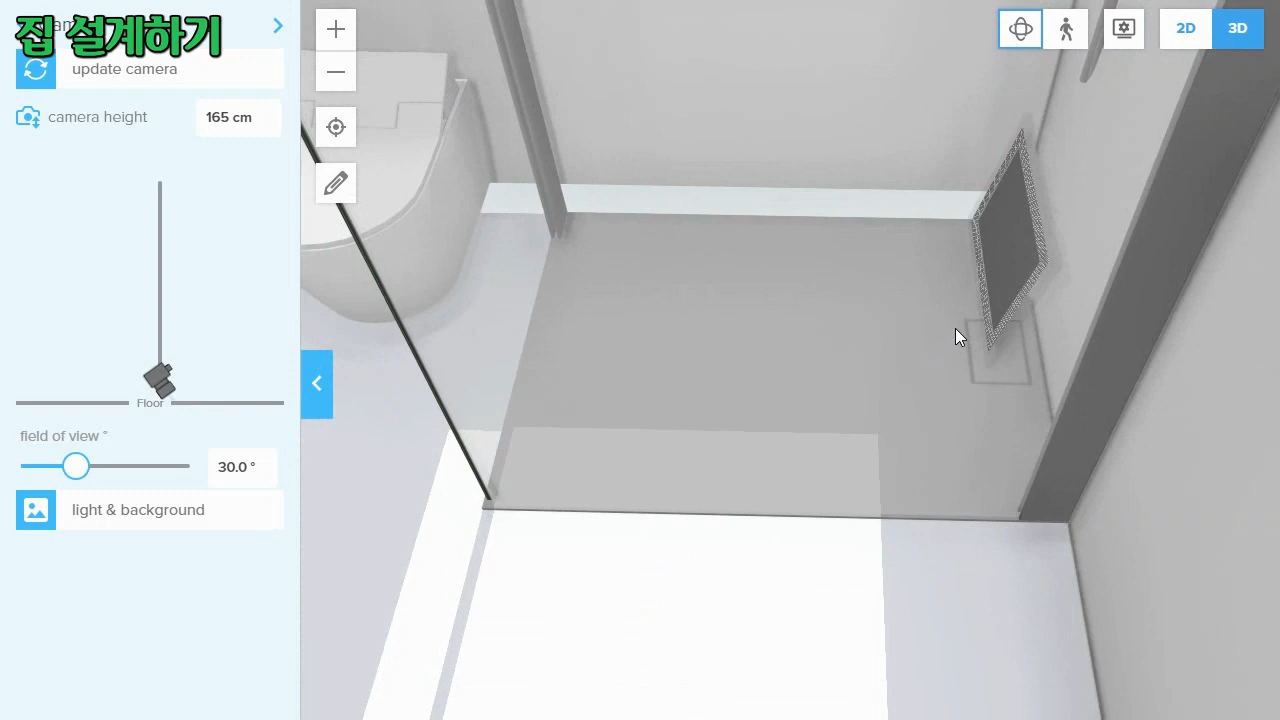 집 설계하기
update camera
camera height
165 cm
Floor
field of view °
30.0 °
light & background
2D
3D